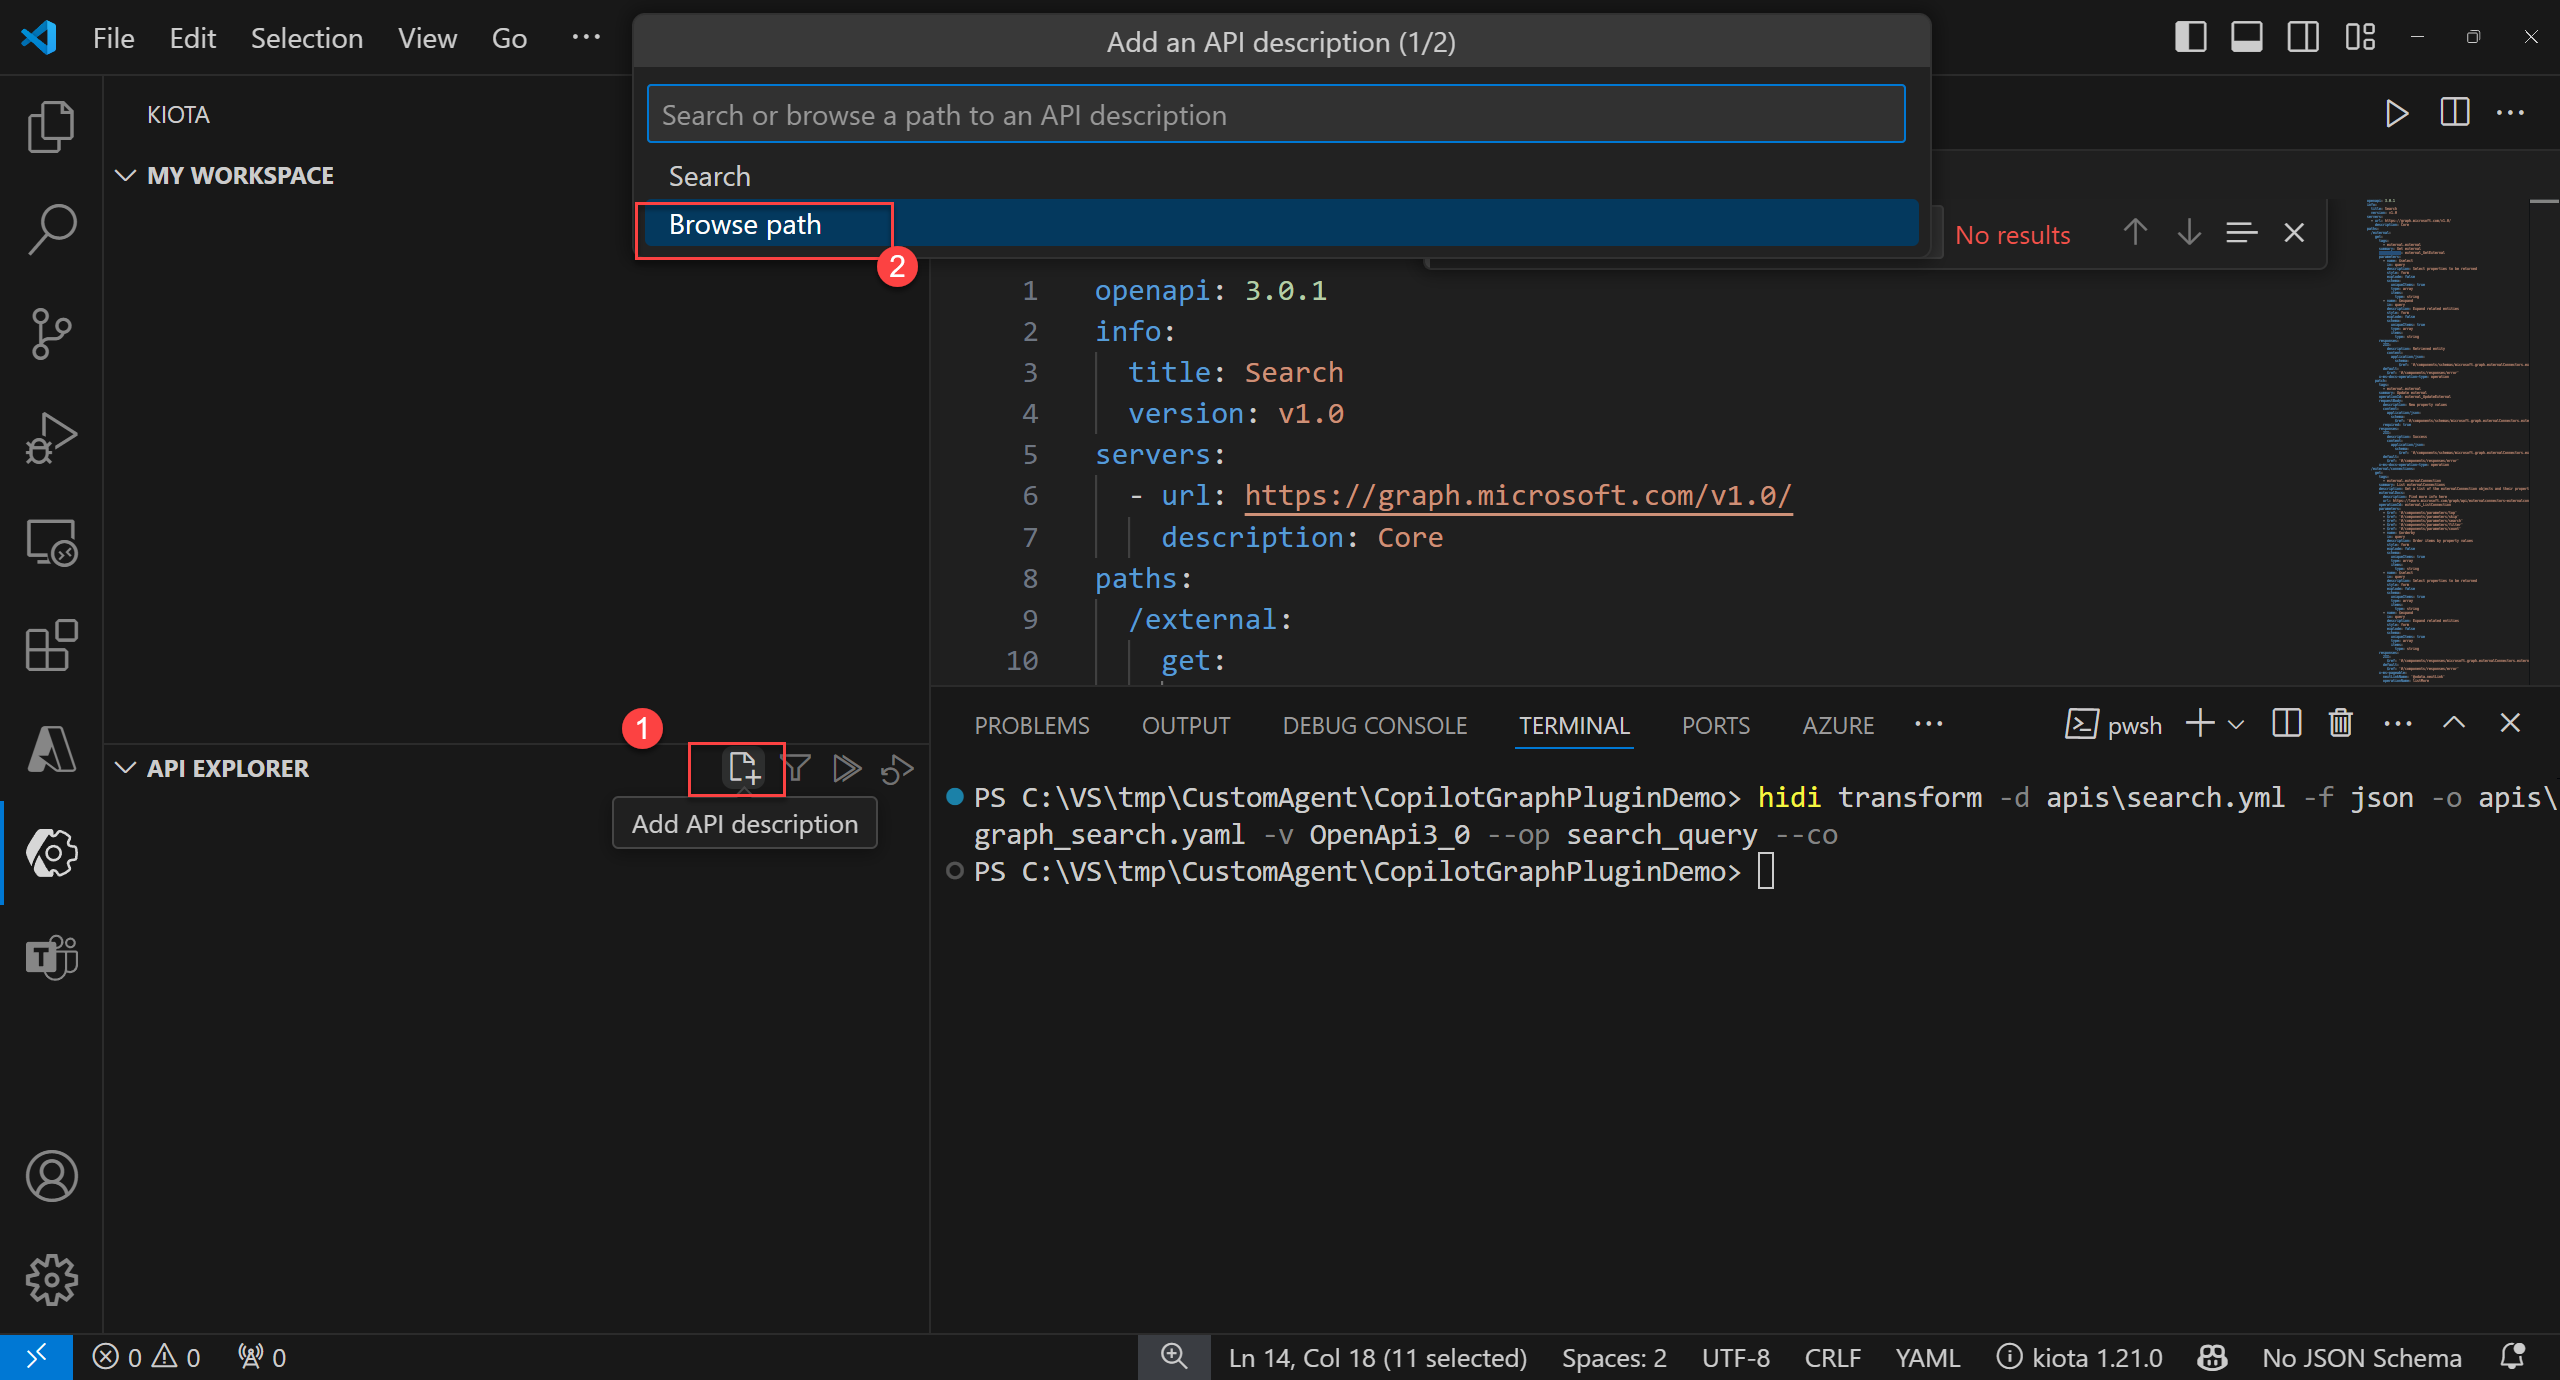 File Edit Selection View Go ···
Add an API description (1/2)
Search or browse a path to an API description
Search
Browse path
2
KIOTA
MY WORKSPACE
No results
1 openapi: 3.0.1
2 info:
3 title: Search
4 version: v1.0
5 servers:
6 - url: https://graph.microsoft.com/v1.0/
7 description: Core
8 paths:
9 /external:
10 get:
1
API EXPLORER
Add API description
PROBLEMS OUTPUT DEBUG CONSOLE TERMINAL PORTS AZURE ··· pwsh
PS C:\VS\tmp\CustomAgent\CopilotGraphPluginDemo> hidi transform -d apis\search.yml -f json -o apis\
graph_search.yaml -v OpenApi3_0 --op search_query --co
PS C:\VS\tmp\CustomAgent\CopilotGraphPluginDemo>
0 0 0 Ln 14, Col 18 (11 selected) Spaces: 2 UTF-8 CRLF YAML kiota 1.21.0 No JSON Schema